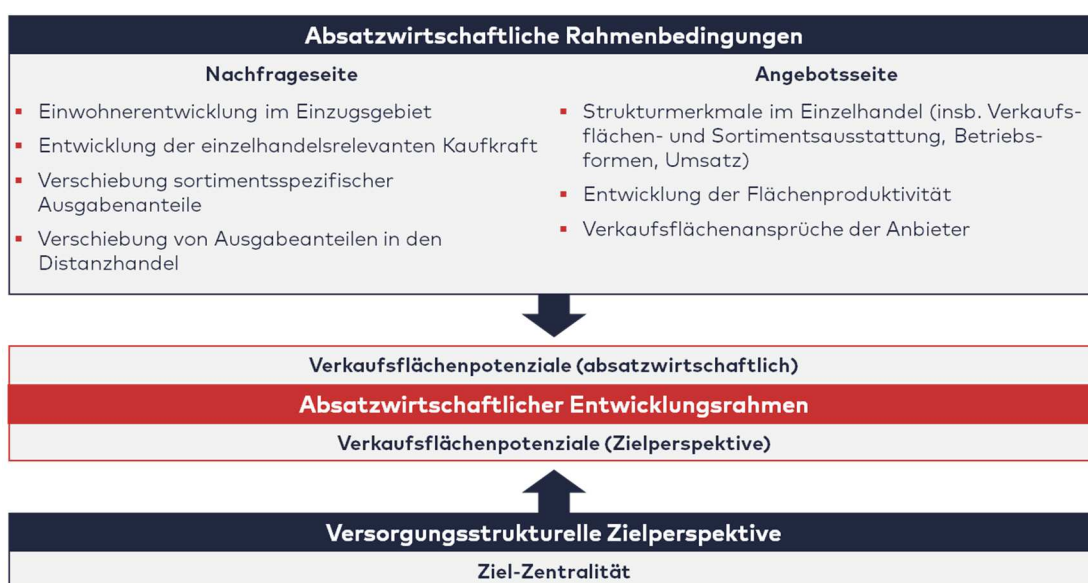 Absatzwirtschaftliche Rahmenbedingungen
Nachfrageseite
▪ Einwohnerentwicklung im Einzugsgebiet
▪ Entwicklung der einzelhandelsrelevanten Kaufkraft
▪ Verschiebung sortimentsspezifischer
Ausgabenanteile
▪ Verschiebung von Ausgabeanteilen in den
Distanzhandel
Angebotsseite
▪ Strukturmerkmale im Einzelhandel (insb. Verkaufs-
flächen- und Sortimentsausstattung, Betriebs-
formen, Umsatz)
▪ Entwicklung der Flächenproduktivität
▪ Verkaufsflächenansprüche der Anbieter
Verkaufsflächenpotenziale (absatzwirtschaftlich)
Absatzwirtschaftlicher Entwicklungsrahmen
Verkaufsflächenpotenziale (Zielperspektive)
Versorgungsstrukturelle Zielperspektive
Ziel-Zentralität